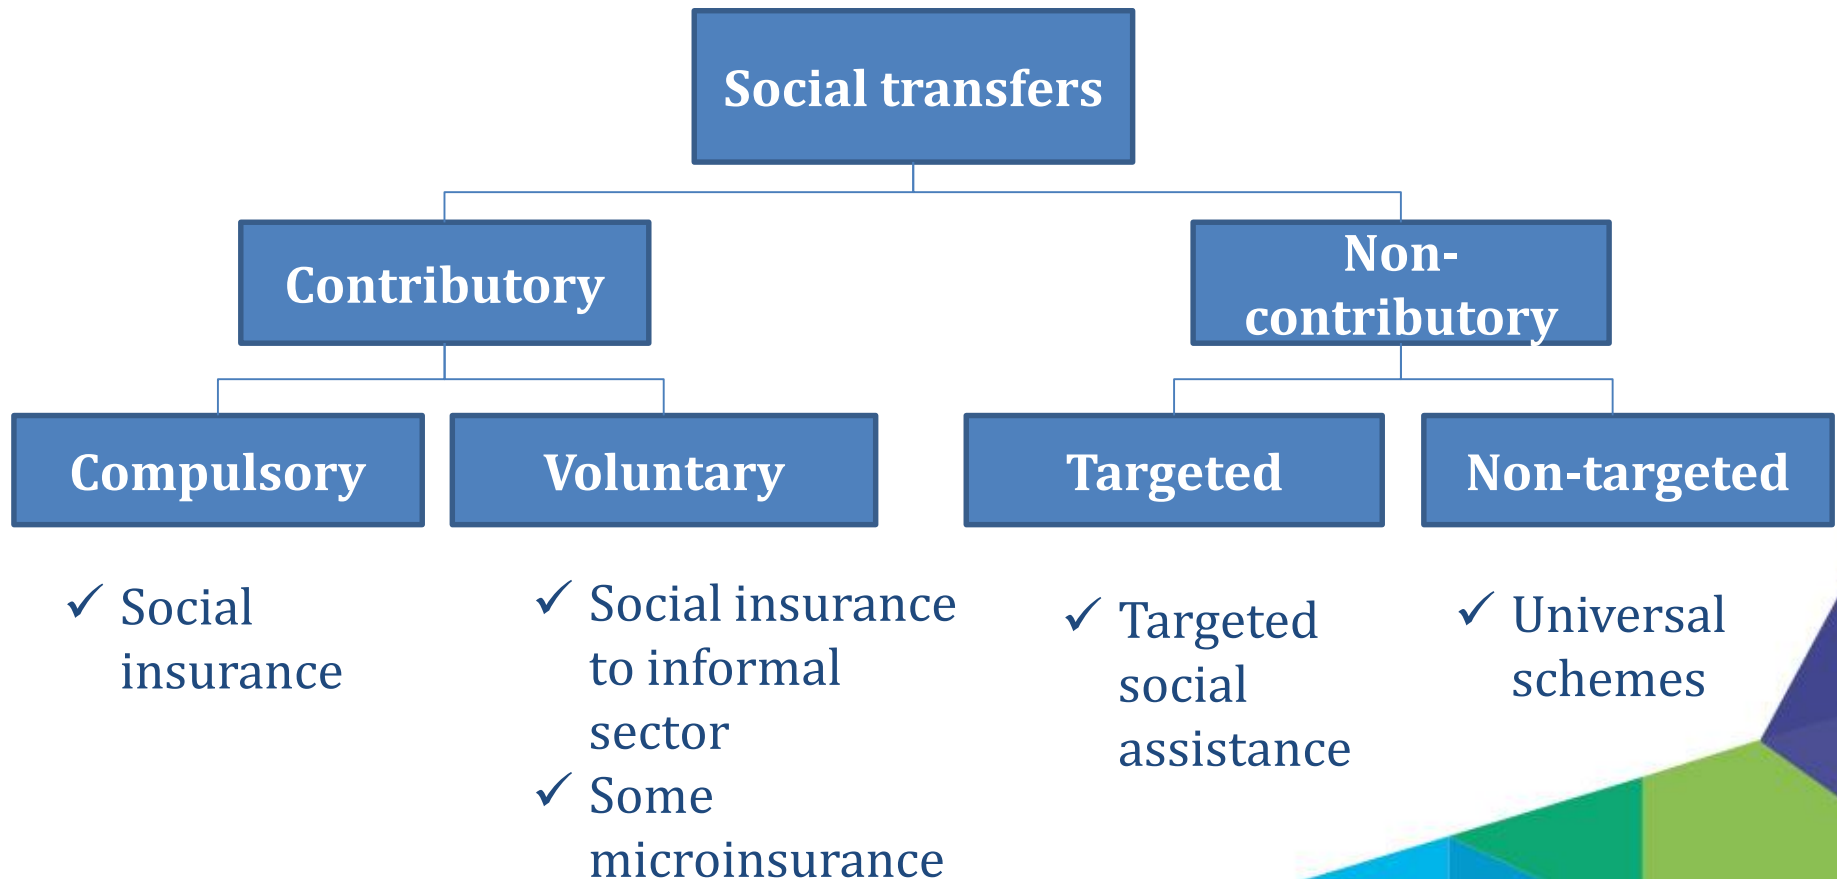 Social transfers
Contributory
Non-
contributory
Compulsory
Voluntary
Targeted
Non-targeted
✓ Social
insurance
✓ Social insurance
to informal
sector
✓ Some
microinsurance
✓ Targeted
social
assistance
✓ Universal
schemes